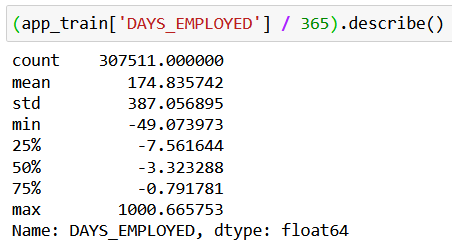 (app_train['DAYS_EMPLOYED'] / 365).describe()
count    307511.000000
mean        174.835742
std         387.056895
min         -49.073973
25%          -7.561644
50%          -3.323288
75%          -0.791781
max        1000.665753
Name: DAYS_EMPLOYED, dtype: float64